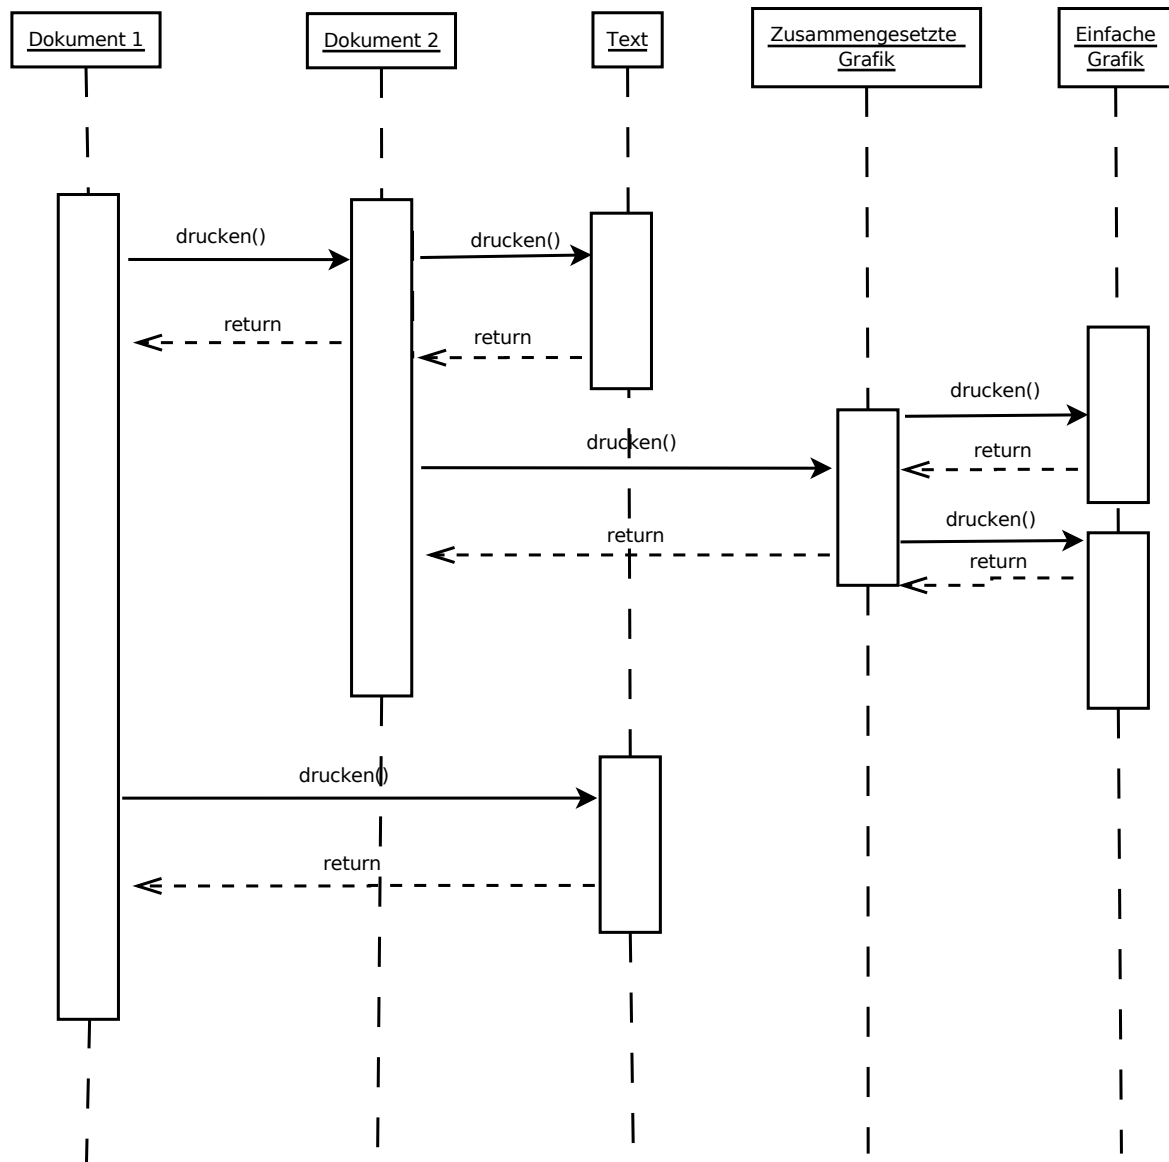 Dokument 1
Dokument 2
Text
Zusammengesetzte
Grafik
Einfache
Grafik
drucken()
drucken()
return
return
drucken()
drucken()
return
drucken()
return
return
drucken()
return